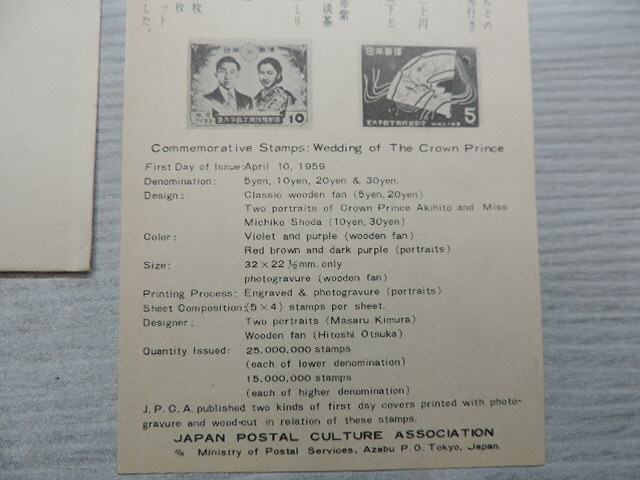 日本郵便
10
日本郵便
5
Commemorative Stamps: Wedding of The Crown Prince
First Day of Issue: April 10, 1959
Denomination: 5yen, 10yen, 20yen & 30yen.
Design: Classic wooden fan (5yen, 20yen)
Two portraits of Crown Prince Akihito and Miss
Michiko Shoda (10yen, 30yen)
Color: Violet and purple (wooden fan)
Red brown and dark purple (portraits)
Size: 32×22 ½mm. only
photogravure (wooden fan)
Printing Process: Engraved & photogravure (portraits)
Sheet Composition: (5×4) stamps per sheet.
Designer: Two portraits (Masaru Kimura)
Wooden fan (Hitoshi Otsuka)
Quantity Issued: 25,000,000 stamps
(each of lower denomination)
15,000,000 stamps
(each of higher denomination)
J.P.C.A. published two kinds of first day covers printed with photo-
gravure and wood-cut in relation of these stamps.
JAPAN POSTAL CULTURE ASSOCIATION
℅ Ministry of Postal Services, Azabu P.O. Tokyo, Japan.